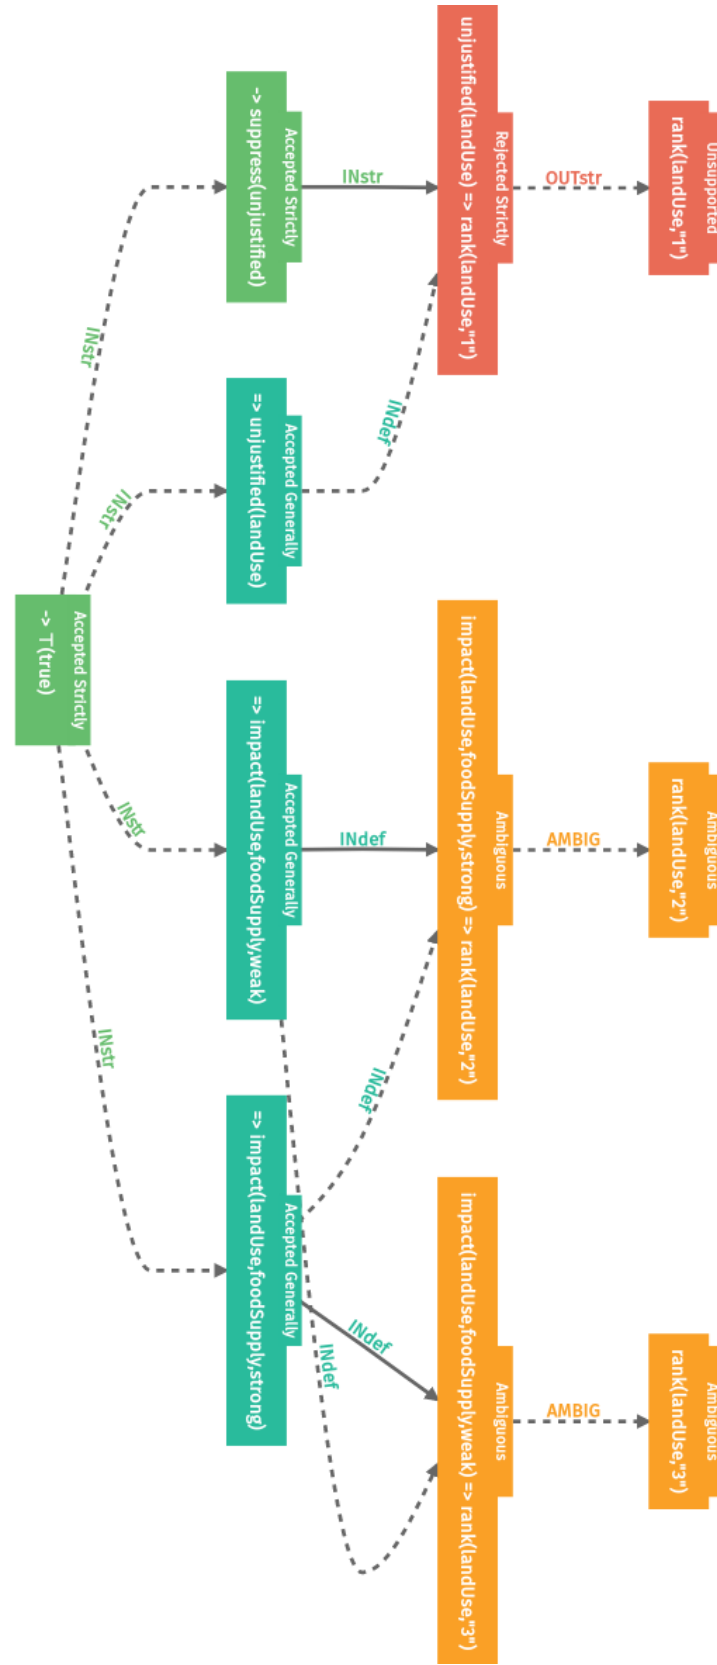 Unsupported
rank(landUse,"1")
Ambiguous
rank(landUse,"2")
Ambiguous
rank(landUse,"3")
OUTstr
AMBIG
AMBIG
Rejected Strictly
unjustified(landUse) => rank(landUse,"1")
Ambiguous
impact(landUse,foodSupply,strong) => rank(landUse,"2")
Ambiguous
impact(landUse,foodSupply,weak) => rank(landUse,"3")
INstr
INdef
INdef
INdef
INdef
INdef
Accepted Strictly
-> suppress(unjustified)
Accepted Generally
=> unjustified(landUse)
Accepted Generally
=> impact(landUse,foodSupply,weak)
Accepted Generally
=> impact(landUse,foodSupply,strong)
INstr
INstr
INstr
INstr
Accepted Strictly
-> ⊤(true)